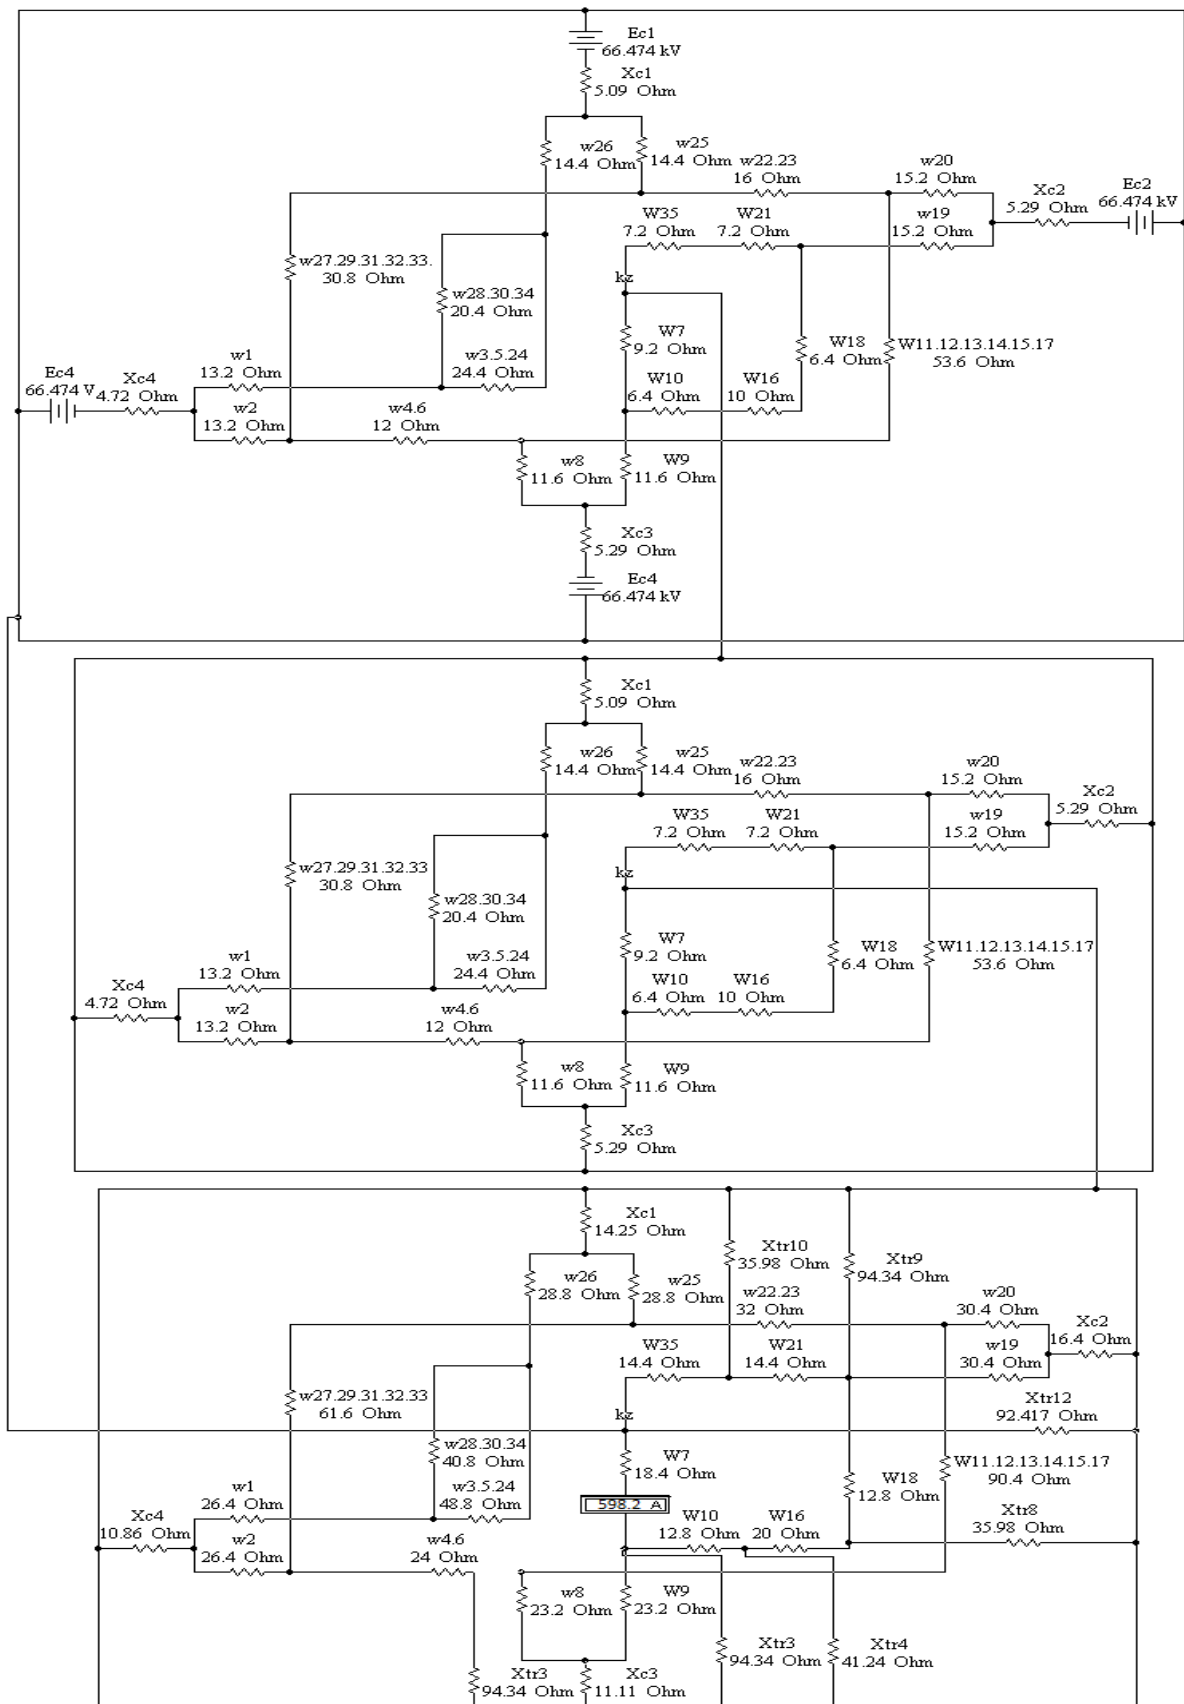 Ec1
66.474 kV
Xc1
5.09 Ohm
w26
14.4 Ohm
w25
14.4 Ohm
w22.23
16 Ohm
w20
15.2 Ohm
Xc2
5.29 Ohm
Ec2
66.474 kV
W35
7.2 Ohm
W21
7.2 Ohm
w19
15.2 Ohm
w27.29.31.32.33.
30.8 Ohm
kz
w28.30.34
20.4 Ohm
W7
9.2 Ohm
W18
6.4 Ohm
W11.12.13.14.15.17
53.6 Ohm
w1
13.2 Ohm
w3.5.24
24.4 Ohm
Ec4
66.474 V
Xc4
4.72 Ohm
W10
6.4 Ohm
W16
10 Ohm
w2
13.2 Ohm
w4.6
12 Ohm
w8
11.6 Ohm
W9
11.6 Ohm
Xc3
5.29 Ohm
Ec4
66.474 kV
Xc1
5.09 Ohm
w26
14.4 Ohm
w25
14.4 Ohm
w22.23
16 Ohm
w20
15.2 Ohm
Xc2
5.29 Ohm
W35
7.2 Ohm
W21
7.2 Ohm
w19
15.2 Ohm
w27.29.31.32.33
30.8 Ohm
kz
w28.30.34
20.4 Ohm
W7
9.2 Ohm
W18
6.4 Ohm
W11.12.13.14.15.17
53.6 Ohm
w1
13.2 Ohm
w3.5.24
24.4 Ohm
Xc4
4.72 Ohm
W10
6.4 Ohm
W16
10 Ohm
w2
13.2 Ohm
w4.6
12 Ohm
w8
11.6 Ohm
W9
11.6 Ohm
Xc3
5.29 Ohm
Xc1
14.25 Ohm
Xtr10
35.98 Ohm
Xtr9
94.34 Ohm
w26
28.8 Ohm
w25
28.8 Ohm
w22.23
32 Ohm
w20
30.4 Ohm
Xc2
16.4 Ohm
W35
14.4 Ohm
W21
14.4 Ohm
w19
30.4 Ohm
w27.29.31.32.33
61.6 Ohm
kz
Xtr12
92.417 Ohm
w28.30.34
40.8 Ohm
W7
18.4 Ohm
W18
12.8 Ohm
W11.12.13.14.15.17
90.4 Ohm
w1
26.4 Ohm
w3.5.24
48.8 Ohm
598.2 A
Xc4
10.86 Ohm
W10
12.8 Ohm
W16
20 Ohm
Xtr8
35.98 Ohm
w2
26.4 Ohm
w4.6
24 Ohm
w8
23.2 Ohm
W9
23.2 Ohm
Xtr3
94.34 Ohm
Xc3
11.11 Ohm
Xtr3
94.34 Ohm
Xtr4
41.24 Ohm